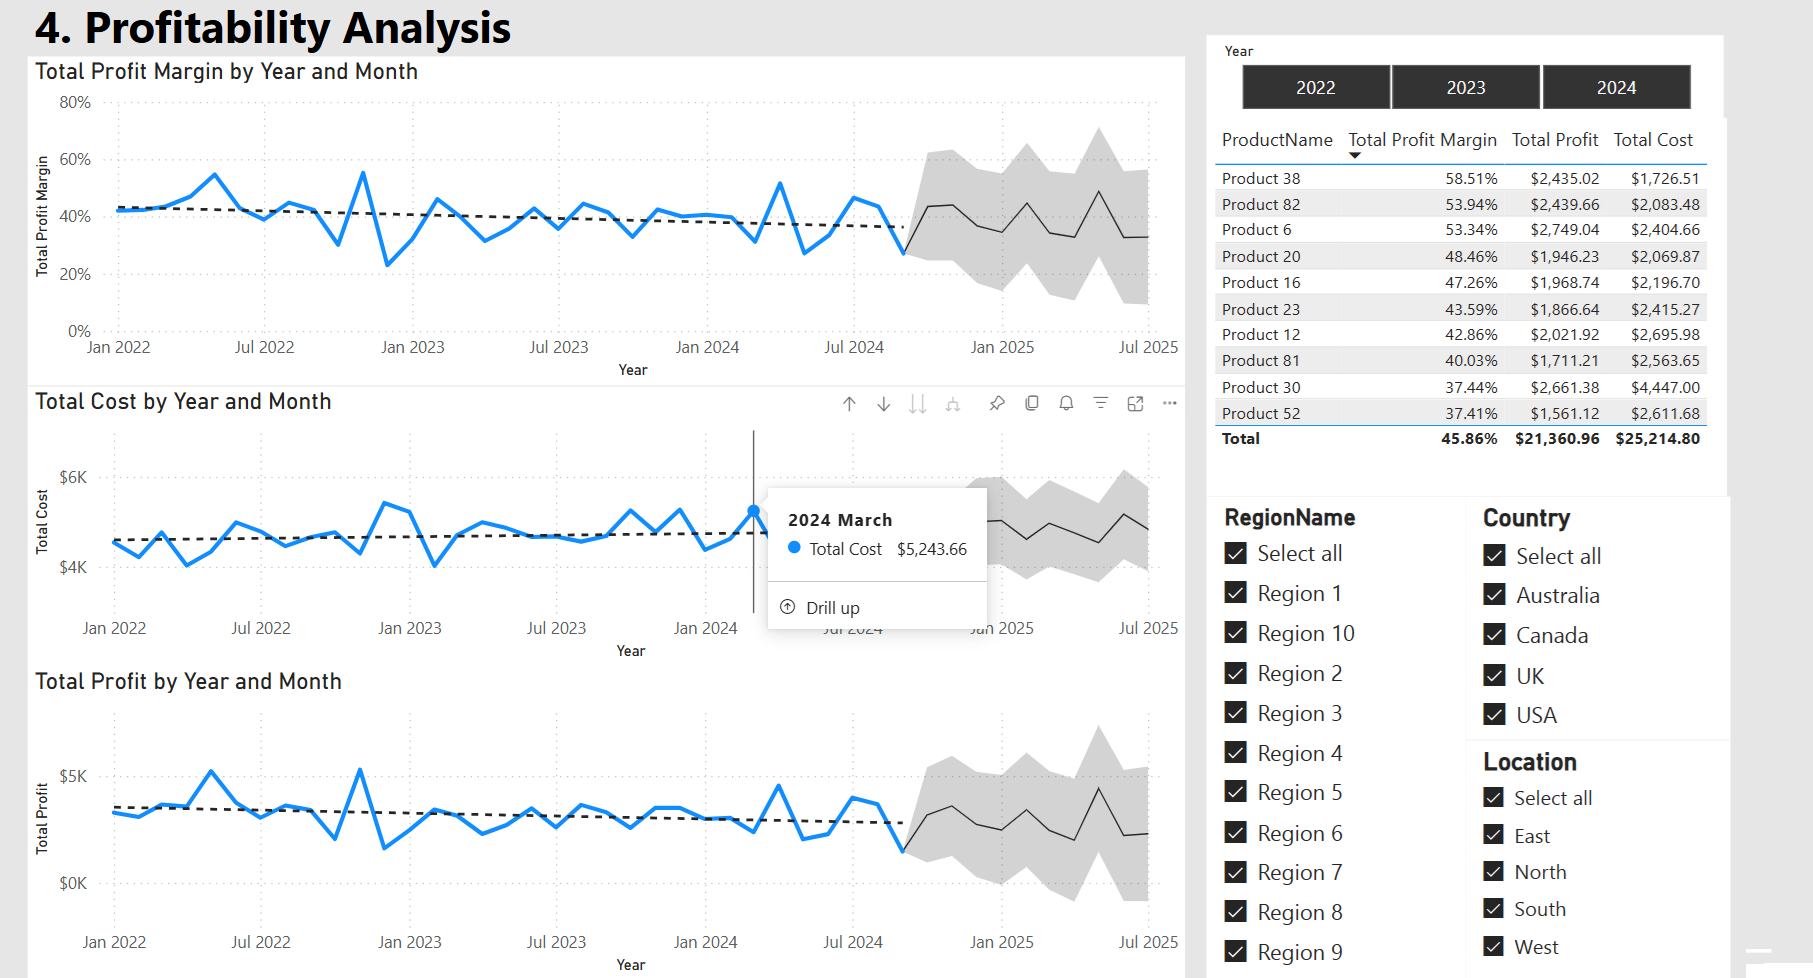 4. Profitability Analysis
Total Profit Margin by Year and Month
80%
60%
40%
20%
0%
Total Profit Margin
Jan 2022 Jul 2022 Jan 2023 Jul 2023 Jan 2024 Jul 2024 Jan 2025 Jul 2025
Year
Total Cost by Year and Month
$6K
$4K
Total Cost
2024 March
Total Cost $5,243.66
Drill up
Jan 2022 Jul 2022 Jan 2023 Jul 2023 Jan 2024 Jul 2024 Jan 2025 Jul 2025
Year
Total Profit by Year and Month
$5K
$0K
Total Profit
Jan 2022 Jul 2022 Jan 2023 Jul 2023 Jan 2024 Jul 2024 Jan 2025 Jul 2025
Year
Year
2022 2023 2024
ProductName Total Profit Margin Total Profit Total Cost
Product 38 58.51% $2,435.02 $1,726.51
Product 82 53.94% $2,439.66 $2,083.48
Product 6 53.34% $2,749.04 $2,404.66
Product 20 48.46% $1,946.23 $2,069.87
Product 16 47.26% $1,968.74 $2,196.70
Product 23 43.59% $1,866.64 $2,415.27
Product 12 42.86% $2,021.92 $2,695.98
Product 81 40.03% $1,711.21 $2,563.65
Product 30 37.44% $2,661.38 $4,447.00
Product 52 37.41% $1,561.12 $2,611.68
Total 45.86% $21,360.96 $25,214.80
RegionName
Select all
Region 1
Region 10
Region 2
Region 3
Region 4
Region 5
Region 6
Region 7
Region 8
Region 9
Country
Select all
Australia
Canada
UK
USA
Location
Select all
East
North
South
West